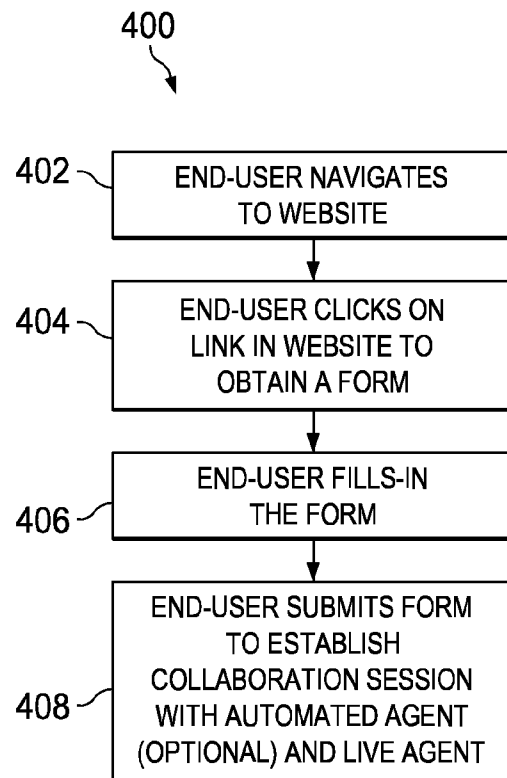 400
402
END-USER NAVIGATES
TO WEBSITE
404
END-USER CLICKS ON
LINK IN WEBSITE TO
OBTAIN A FORM
406
END-USER FILLS-IN
THE FORM
408
END-USER SUBMITS FORM
TO ESTABLISH
COLLABORATION SESSION
WITH AUTOMATED AGENT
(OPTIONAL) AND LIVE AGENT